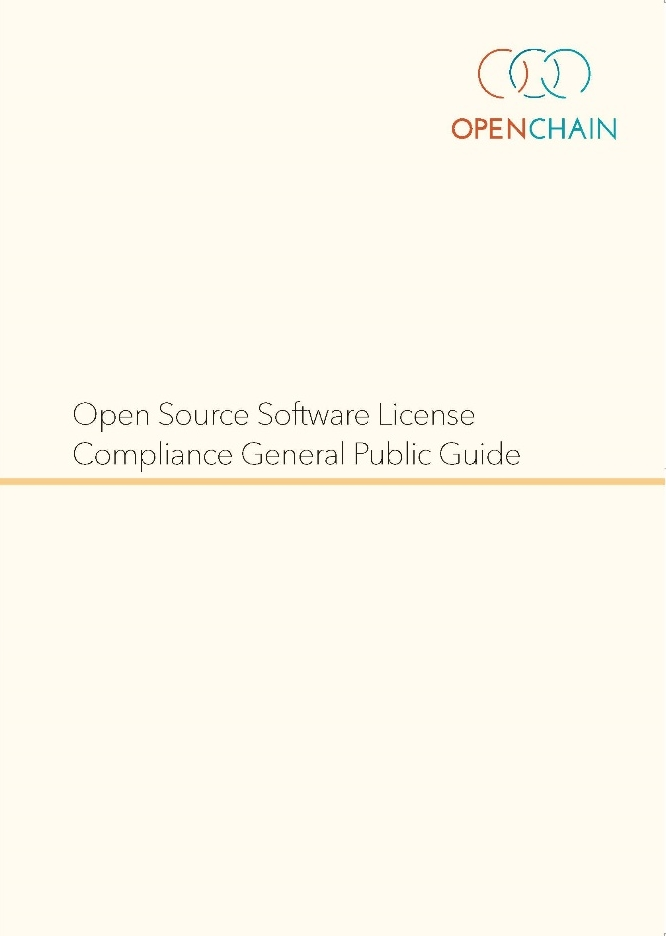 OPENCHAIN
Open Source Software License
Compliance General Public Guide